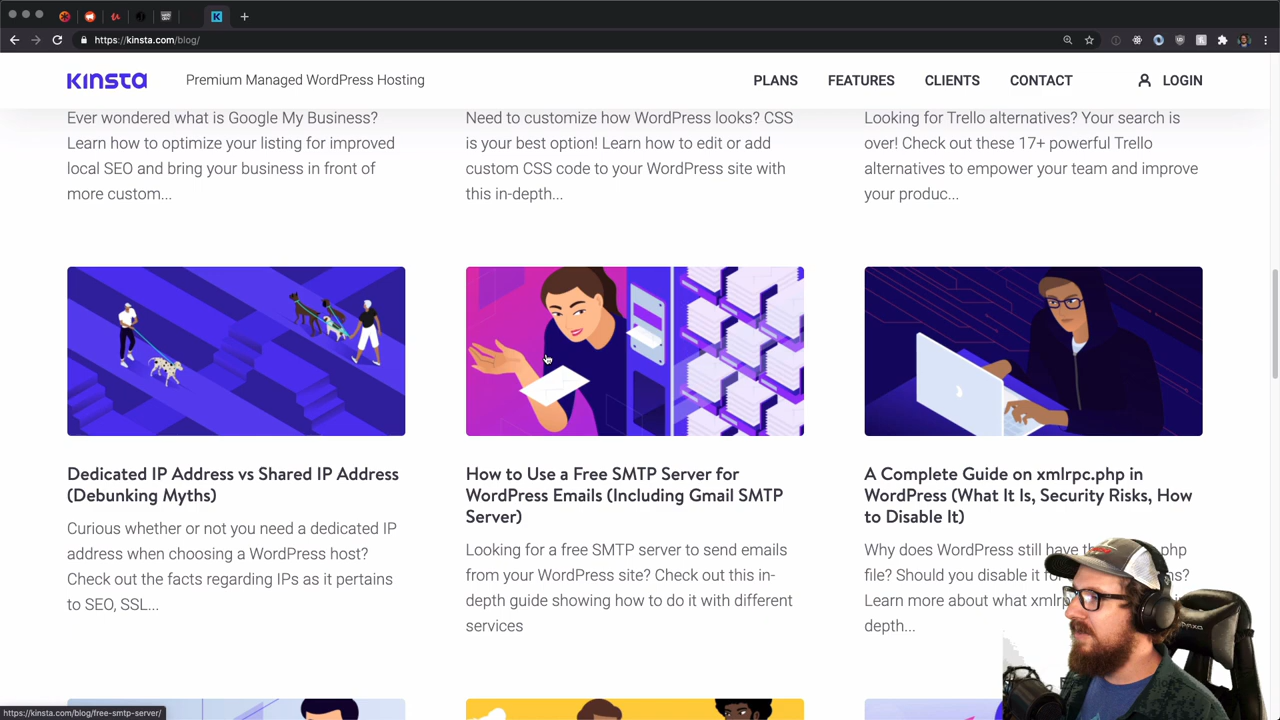 https://kinsta.com/blog/
KINSTA
Premium Managed WordPress Hosting
PLANS
FEATURES
CLIENTS
CONTACT
LOGIN
Ever wondered what is Google My Business?
Learn how to optimize your listing for improved
local SEO and bring your business in front of
more custom...
Need to customize how WordPress looks? CSS
is your best option! Learn how to edit or add
custom CSS code to your WordPress site with
this in-depth...
Looking for Trello alternatives? Your search is
over! Check out these 17+ powerful Trello
alternatives to empower your team and improve
your produc...
Dedicated IP Address vs Shared IP Address
(Debunking Myths)
Curious whether or not you need a dedicated IP
address when choosing a WordPress host?
Check out the facts regarding IPs as it pertains
to SEO, SSL...
How to Use a Free SMTP Server for
WordPress Emails (Including Gmail SMTP
Server)
Looking for a free SMTP server to send emails
from your WordPress site? Check out this in-
depth guide showing how to do it with different
services
A Complete Guide on xmlrpc.php in
WordPress (What It Is, Security Risks, How
to Disable It)
Why does WordPress still have php
file? Should you disable it
Learn more about what
depth...
https://kinsta.com/blog/free-smtp-server/